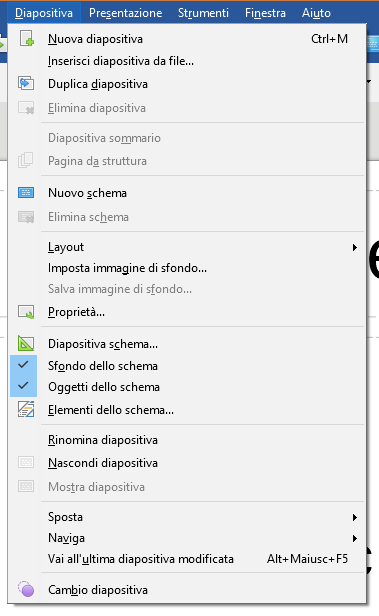 Diapositiva Presentazione Strumenti Finestra Aiuto
Nuova diapositiva Ctrl+M
Inserisci diapositiva da file...
Duplica diapositiva
Elimina diapositiva
Diapositiva sommario
Pagina da struttura
Nuovo schema
Elimina schema
Layout
Imposta immagine di sfondo...
Salva immagine di sfondo...
Proprietà...
Diapositiva schema...
Sfondo dello schema
Oggetti dello schema
Elementi dello schema...
Rinomina diapositiva
Nascondi diapositiva
Mostra diapositiva
Sposta
Naviga
Vai all'ultima diapositiva modificata Alt+Maiusc+F5
Cambio diapositiva